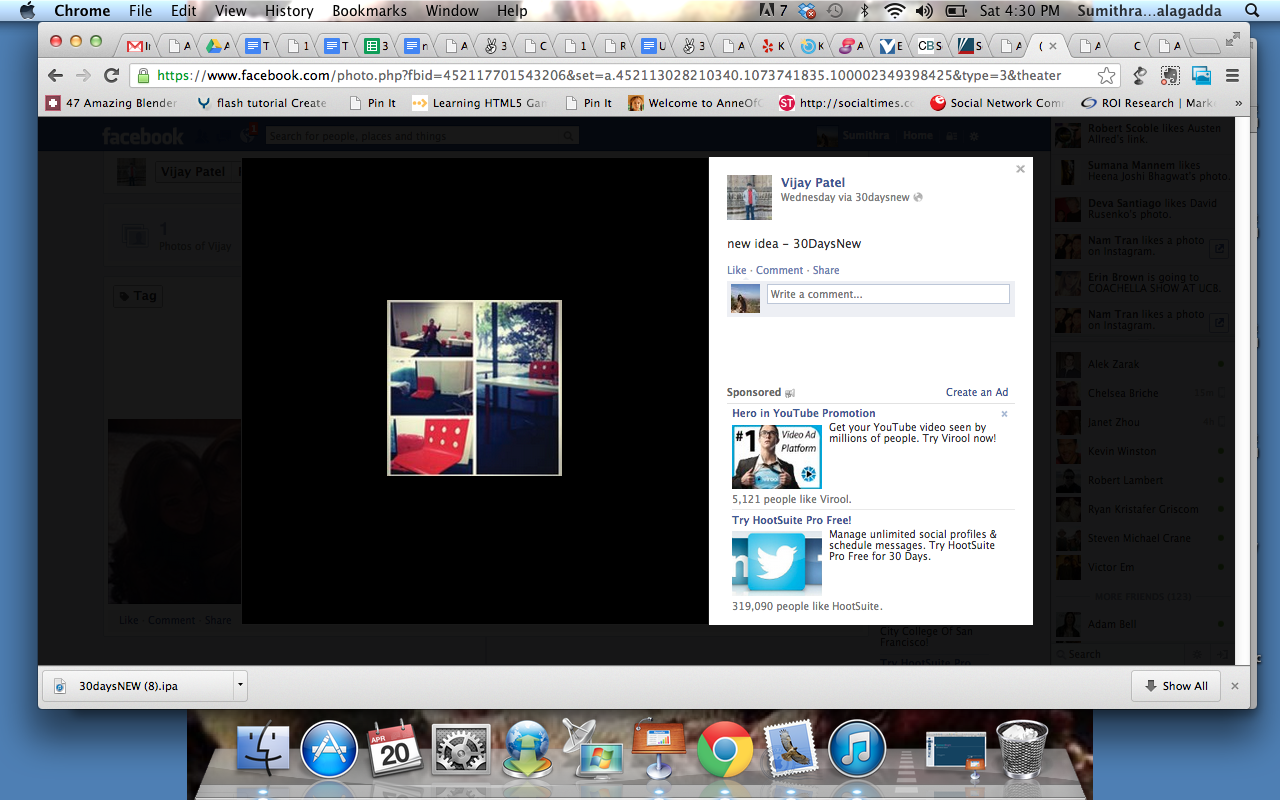 Chrome File Edit View History Bookmarks Window Help 7 Sat 4:30 PM Sumithra...alagadda
https://www.facebook.com/photo.php?fbid=452117701543206&set=a.452113028210340.1073741835.100002349398425&type=3&theater
47 Amazing Blender flash tutorial Create Pin It Learning HTML5 Gam Pin It Welcome to AnneOfC http://socialtimes.co Social Network Com ROI Research | Mark »
facebook
Search for people, places and things
Sumithra Home
Vijay Patel
1
Photos of Vijay
Tag
Like · Comment · Share
Vijay Patel
Wednesday via 30daysnew
new idea – 30DaysNew
Like · Comment · Share
Write a comment...
Sponsored
Create an Ad
Hero in YouTube Promotion
#1 Video Ad
Platform
Get your YouTube video seen by
millions of people. Try Virool now!
5,121 people like Virool.
Try HootSuite Pro Free!
Manage unlimited social profiles &
schedule messages. Try HootSuite
Pro Free for 30 Days.
319,090 people like HootSuite.
City College Of San
Francisco!
Try HootSuite Pro
Robert Scoble likes Austen
Allred's link.
Sumana Mannem likes
Heena Joshi Bhagwat's photo.
Deva Santiago likes David
Rusenko's photo.
Nam Tran likes a photo
on Instagram.
Erin Brown is going to
COACHELLA SHOW AT UCB.
Nam Tran likes a photo
on Instagram.
Alek Zarak
Chelsea Briche
Janet Zhou
Kevin Winston
Robert Lambert
Ryan Kristafer Griscom
Steven Michael Crane
Victor Em
MORE FRIENDS
Adam Bell
Search
30daysNEW (8).ipa
Show All
APR
20